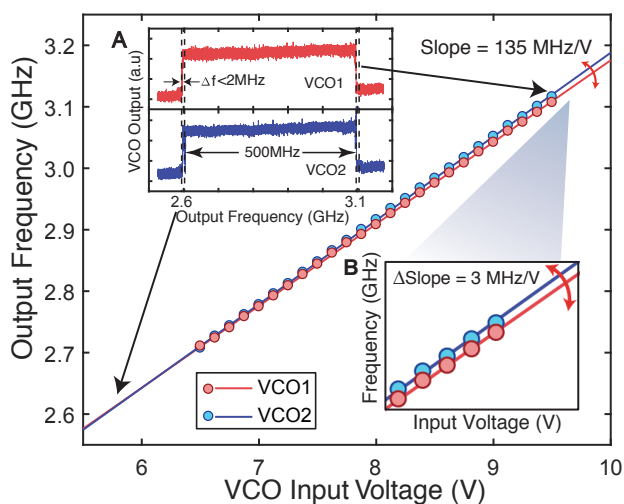 A
VCO Output (a.u)
Δf<2MHz
VCO1
500MHz
VCO2
2.6
3.1
Output Frequency (GHz)
Slope = 135 MHz/V
Output Frequency (GHz)
3.2
3.1
3.0
2.9
2.8
2.7
2.6
B
ΔSlope = 3 MHz/V
Frequency (GHz)
Input Voltage (V)
VCO1
VCO2
6
7
8
9
10
VCO Input Voltage (V)